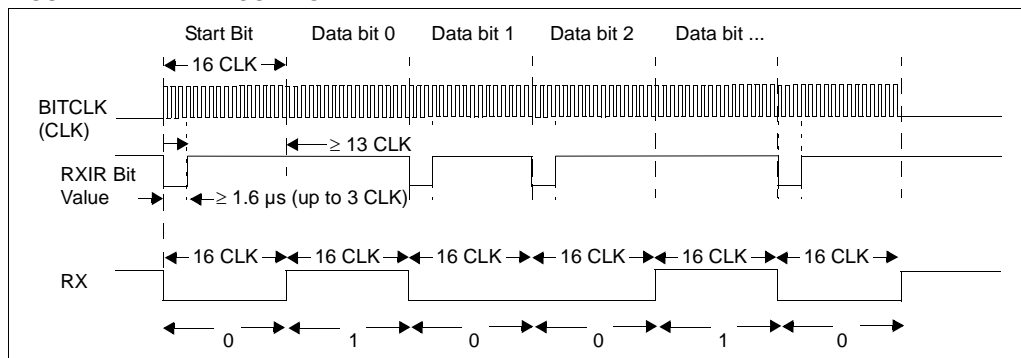 Start Bit Data bit 0 Data bit 1 Data bit 2 Data bit ...
16 CLK
BITCLK
(CLK)
≥ 13 CLK
RXIR Bit
Value
≥ 1.6 µs (up to 3 CLK)
16 CLK 16 CLK 16 CLK 16 CLK 16 CLK 16 CLK
RX
0 1 0 0 1 0